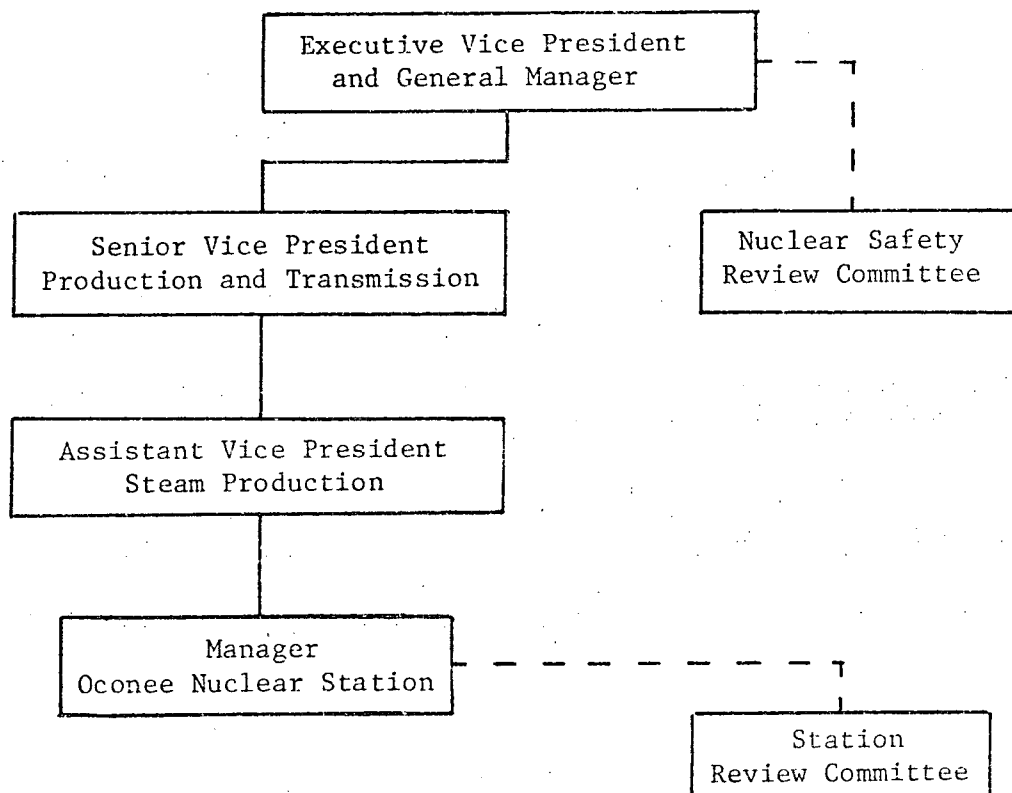 Executive Vice President
and General Manager
Senior Vice President
Production and Transmission
Nuclear Safety
Review Committee
Assistant Vice President
Steam Production
Manager
Oconee Nuclear Station
Station
Review Committee